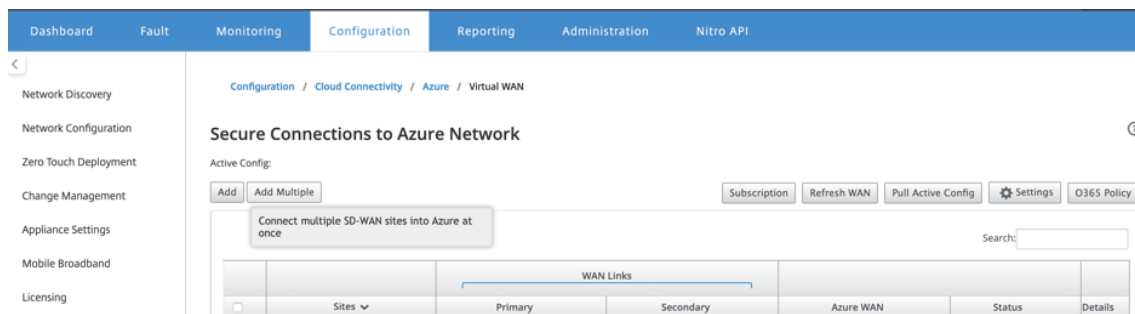 Dashboard Fault Monitoring Configuration Reporting Administration Nitro API
Network Discovery
Network Configuration
Zero Touch Deployment
Change Management
Appliance Settings
Mobile Broadband
Licensing
Configuration / Cloud Connectivity / Azure / Virtual WAN
Secure Connections to Azure Network
Active Config:
Add Add Multiple Subscription Refresh WAN Pull Active Config Settings O365 Policy
Connect multiple SD-WAN sites into Azure at
once
Search:
WAN Links
Sites Primary Secondary Azure WAN Status Details